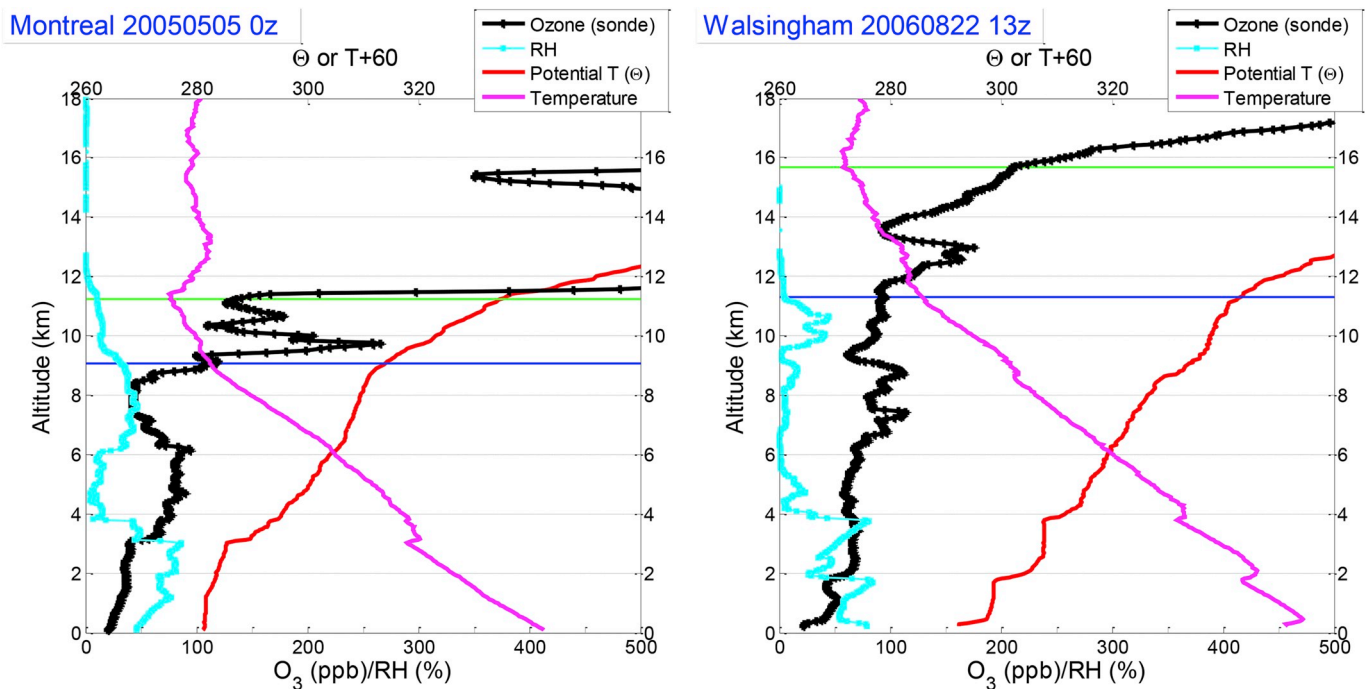 Montreal 20050505 0z
Θ or T+60
Ozone (sonde)
RH
Potential T (Θ)
Temperature
260 280 300 320
18
16 16
14 14
12 12
10 10
8 8
6 6
4 4
2 2
0 0
Altitude (km)
0 100 200 300 400 500
O3 (ppb)/RH (%)
Walsingham 20060822 13z
Θ or T+60
Ozone (sonde)
RH
Potential T (Θ)
Temperature
260 280 300 320
18
16 16
14 14
12 12
10 10
8 8
6 6
4 4
2 2
0 0
Altitude (km)
0 100 200 300 400 500
O3 (ppb)/RH (%)